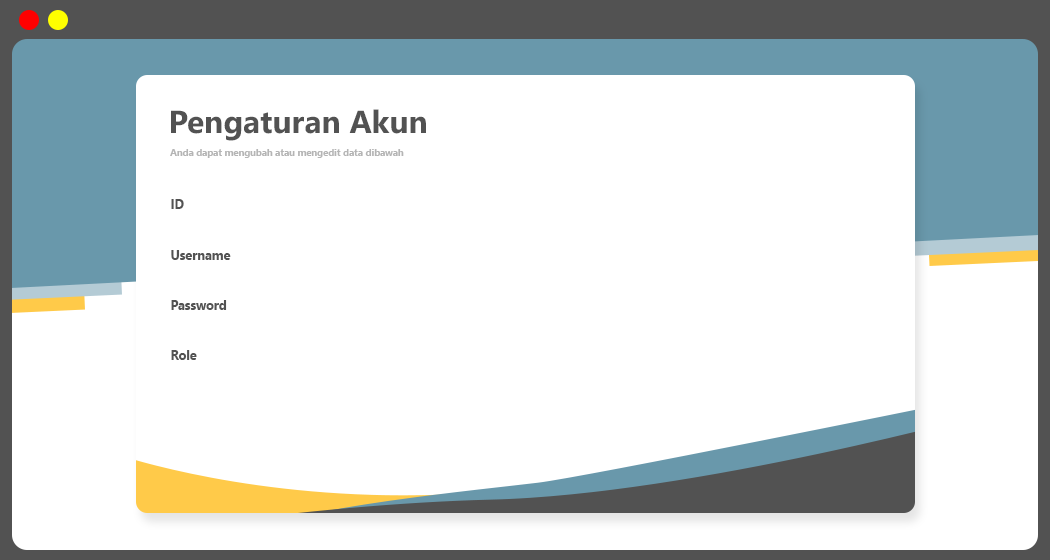 Pengaturan Akun
Anda dapat mengubah atau mengedit data dibawah
ID
Username
Password
Role